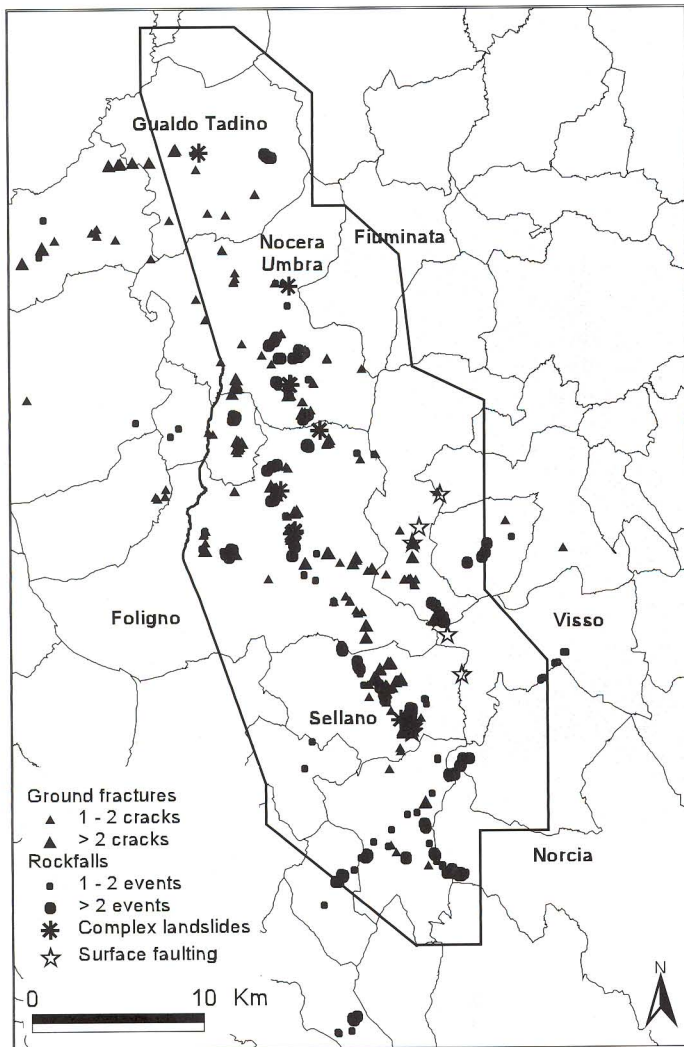 Gualdo Tadino
Nocera
Umbra
Fiuminata
Foligno
Visso
Sellano
Norcia
Ground fractures
1 - 2 cracks
> 2 cracks
Rockfalls
1 - 2 events
> 2 events
Complex landslides
Surface faulting
0 10 Km
N